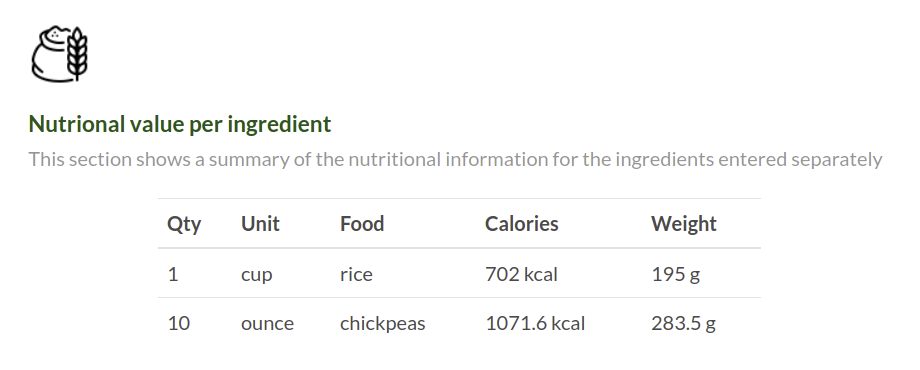 Nutrional value per ingredient
This section shows a summary of the nutritional information for the ingredients entered separately
Qty Unit Food Calories Weight
1 cup rice 702 kcal 195 g
10 ounce chickpeas 1071.6 kcal 283.5 g